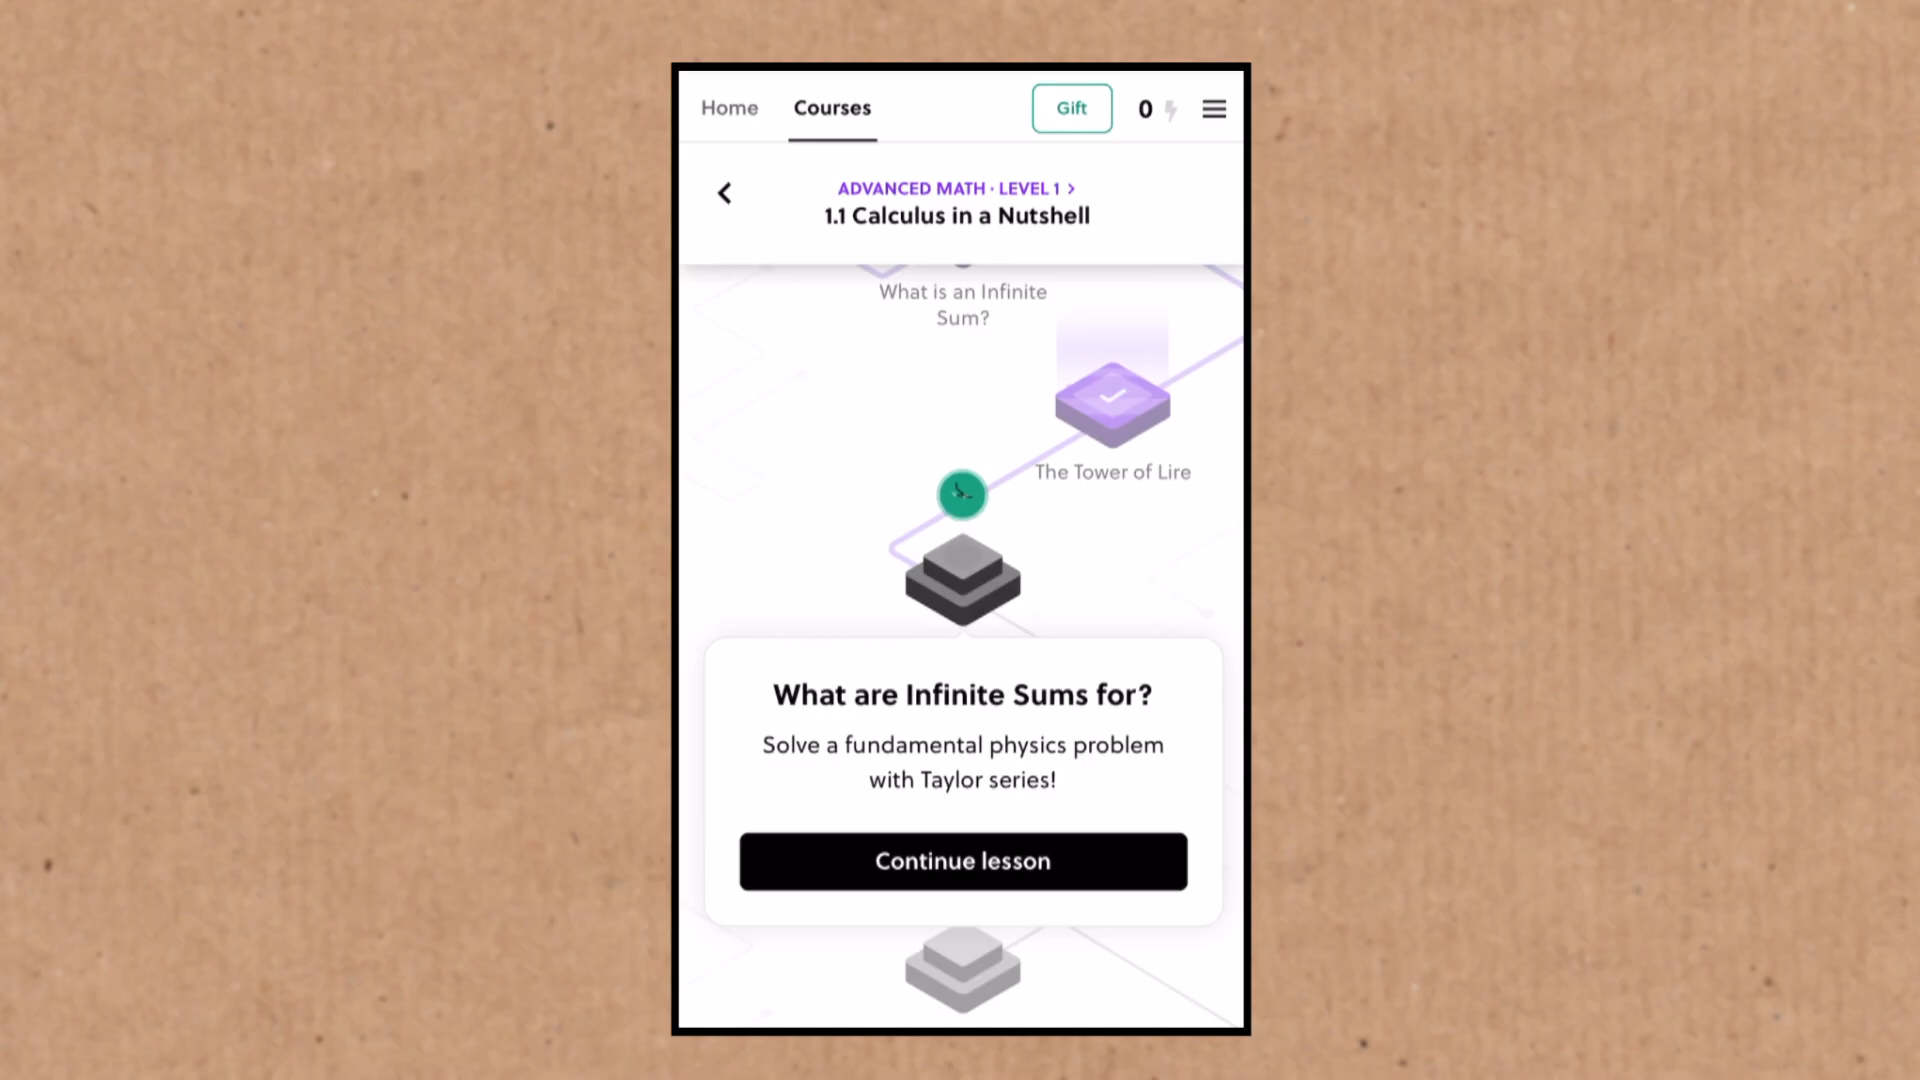 Home Courses Gift 0
ADVANCED MATH · LEVEL 1 >
1.1 Calculus in a Nutshell
What is an Infinite
Sum?
The Tower of Lire
What are Infinite Sums for?
Solve a fundamental physics problem
with Taylor series!
Continue lesson